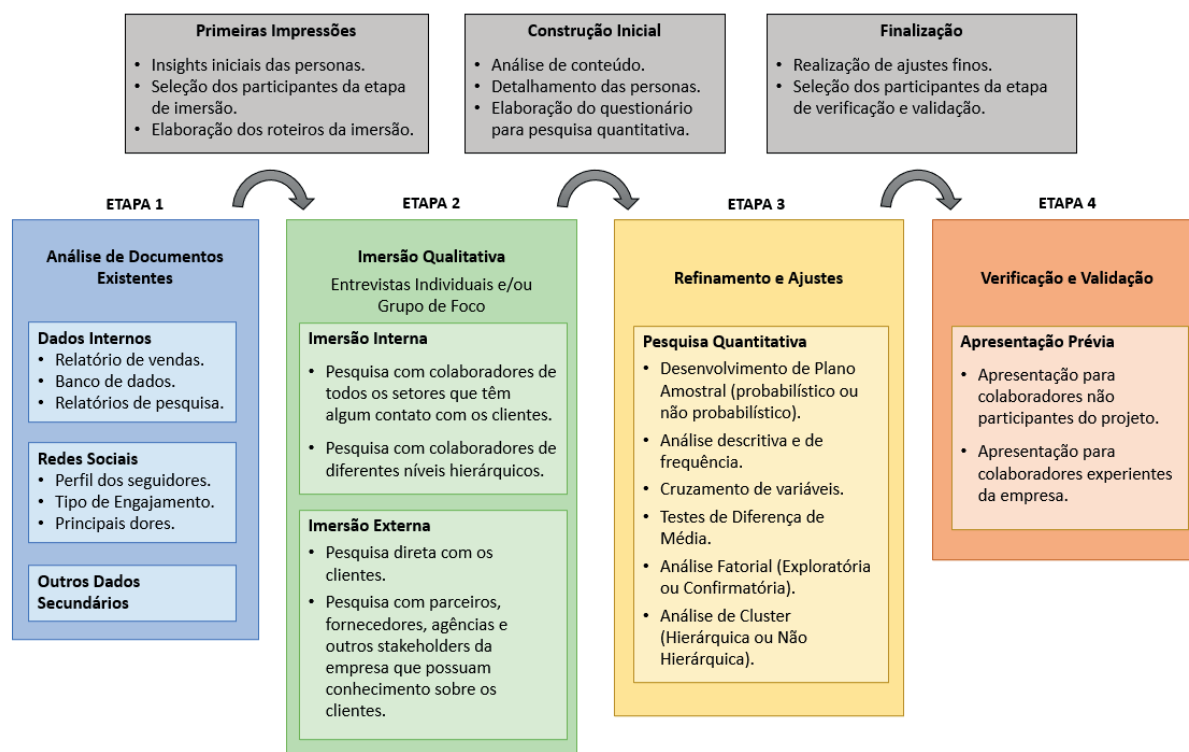 Primeiras Impressões
• Insights iniciais das personas.
• Seleção dos participantes da etapa
de imersão.
• Elaboração dos roteiros da imersão.
Construção Inicial
• Análise de conteúdo.
• Detalhamento das personas.
• Elaboração do questionário
para pesquisa quantitativa.
Finalização
• Realização de ajustes finos.
• Seleção dos participantes da etapa
de verificação e validação.
ETAPA 1
Análise de Documentos
Existentes
Dados Internos
• Relatório de vendas.
• Banco de dados.
• Relatórios de pesquisa.
Redes Sociais
• Perfil dos seguidores.
• Tipo de Engajamento.
• Principais dores.
Outros Dados
Secundários
ETAPA 2
Imersão Qualitativa
Entrevistas Individuais e/ou
Grupo de Foco
Imersão Interna
• Pesquisa com colaboradores de
todos os setores que têm
algum contato com os clientes.
• Pesquisa com colaboradores de
diferentes níveis hierárquicos.
Imersão Externa
• Pesquisa direta com os
clientes.
• Pesquisa com parceiros,
fornecedores, agências e
outros stakeholders da
empresa que possuam
conhecimento sobre os
clientes.
ETAPA 3
Refinamento e Ajustes
Pesquisa Quantitativa
• Desenvolvimento de Plano
Amostral (probabilístico ou
não probabilístico).
• Análise descritiva e de
frequência.
• Cruzamento de variáveis.
• Testes de Diferença de
Média.
• Análise Fatorial (Exploratória
ou Confirmatória).
• Análise de Cluster
(Hierárquica ou Não
Hierárquica).
ETAPA 4
Verificação e Validação
Apresentação Prévia
• Apresentação para
colaboradores não
participantes do projeto.
• Apresentação para
colaboradores experientes
da empresa.